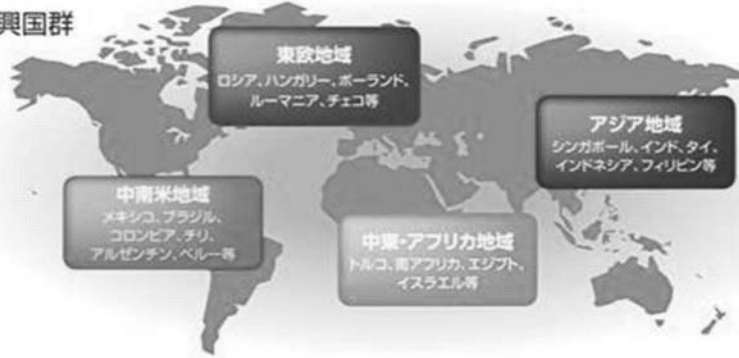 興国群
東欧地域
ロシア、ハンガリー、ポーランド、
ルーマニア、チェコ等
アジア地域
シンガポール、インド、タイ、
インドネシア、フィリピン等
中南米地域
メキシコ、ブラジル、
コロンビア、チリ、
アルゼンチン、ペルー等
中東・アフリカ地域
トルコ、南アフリカ、エジプト、
イスラエル等